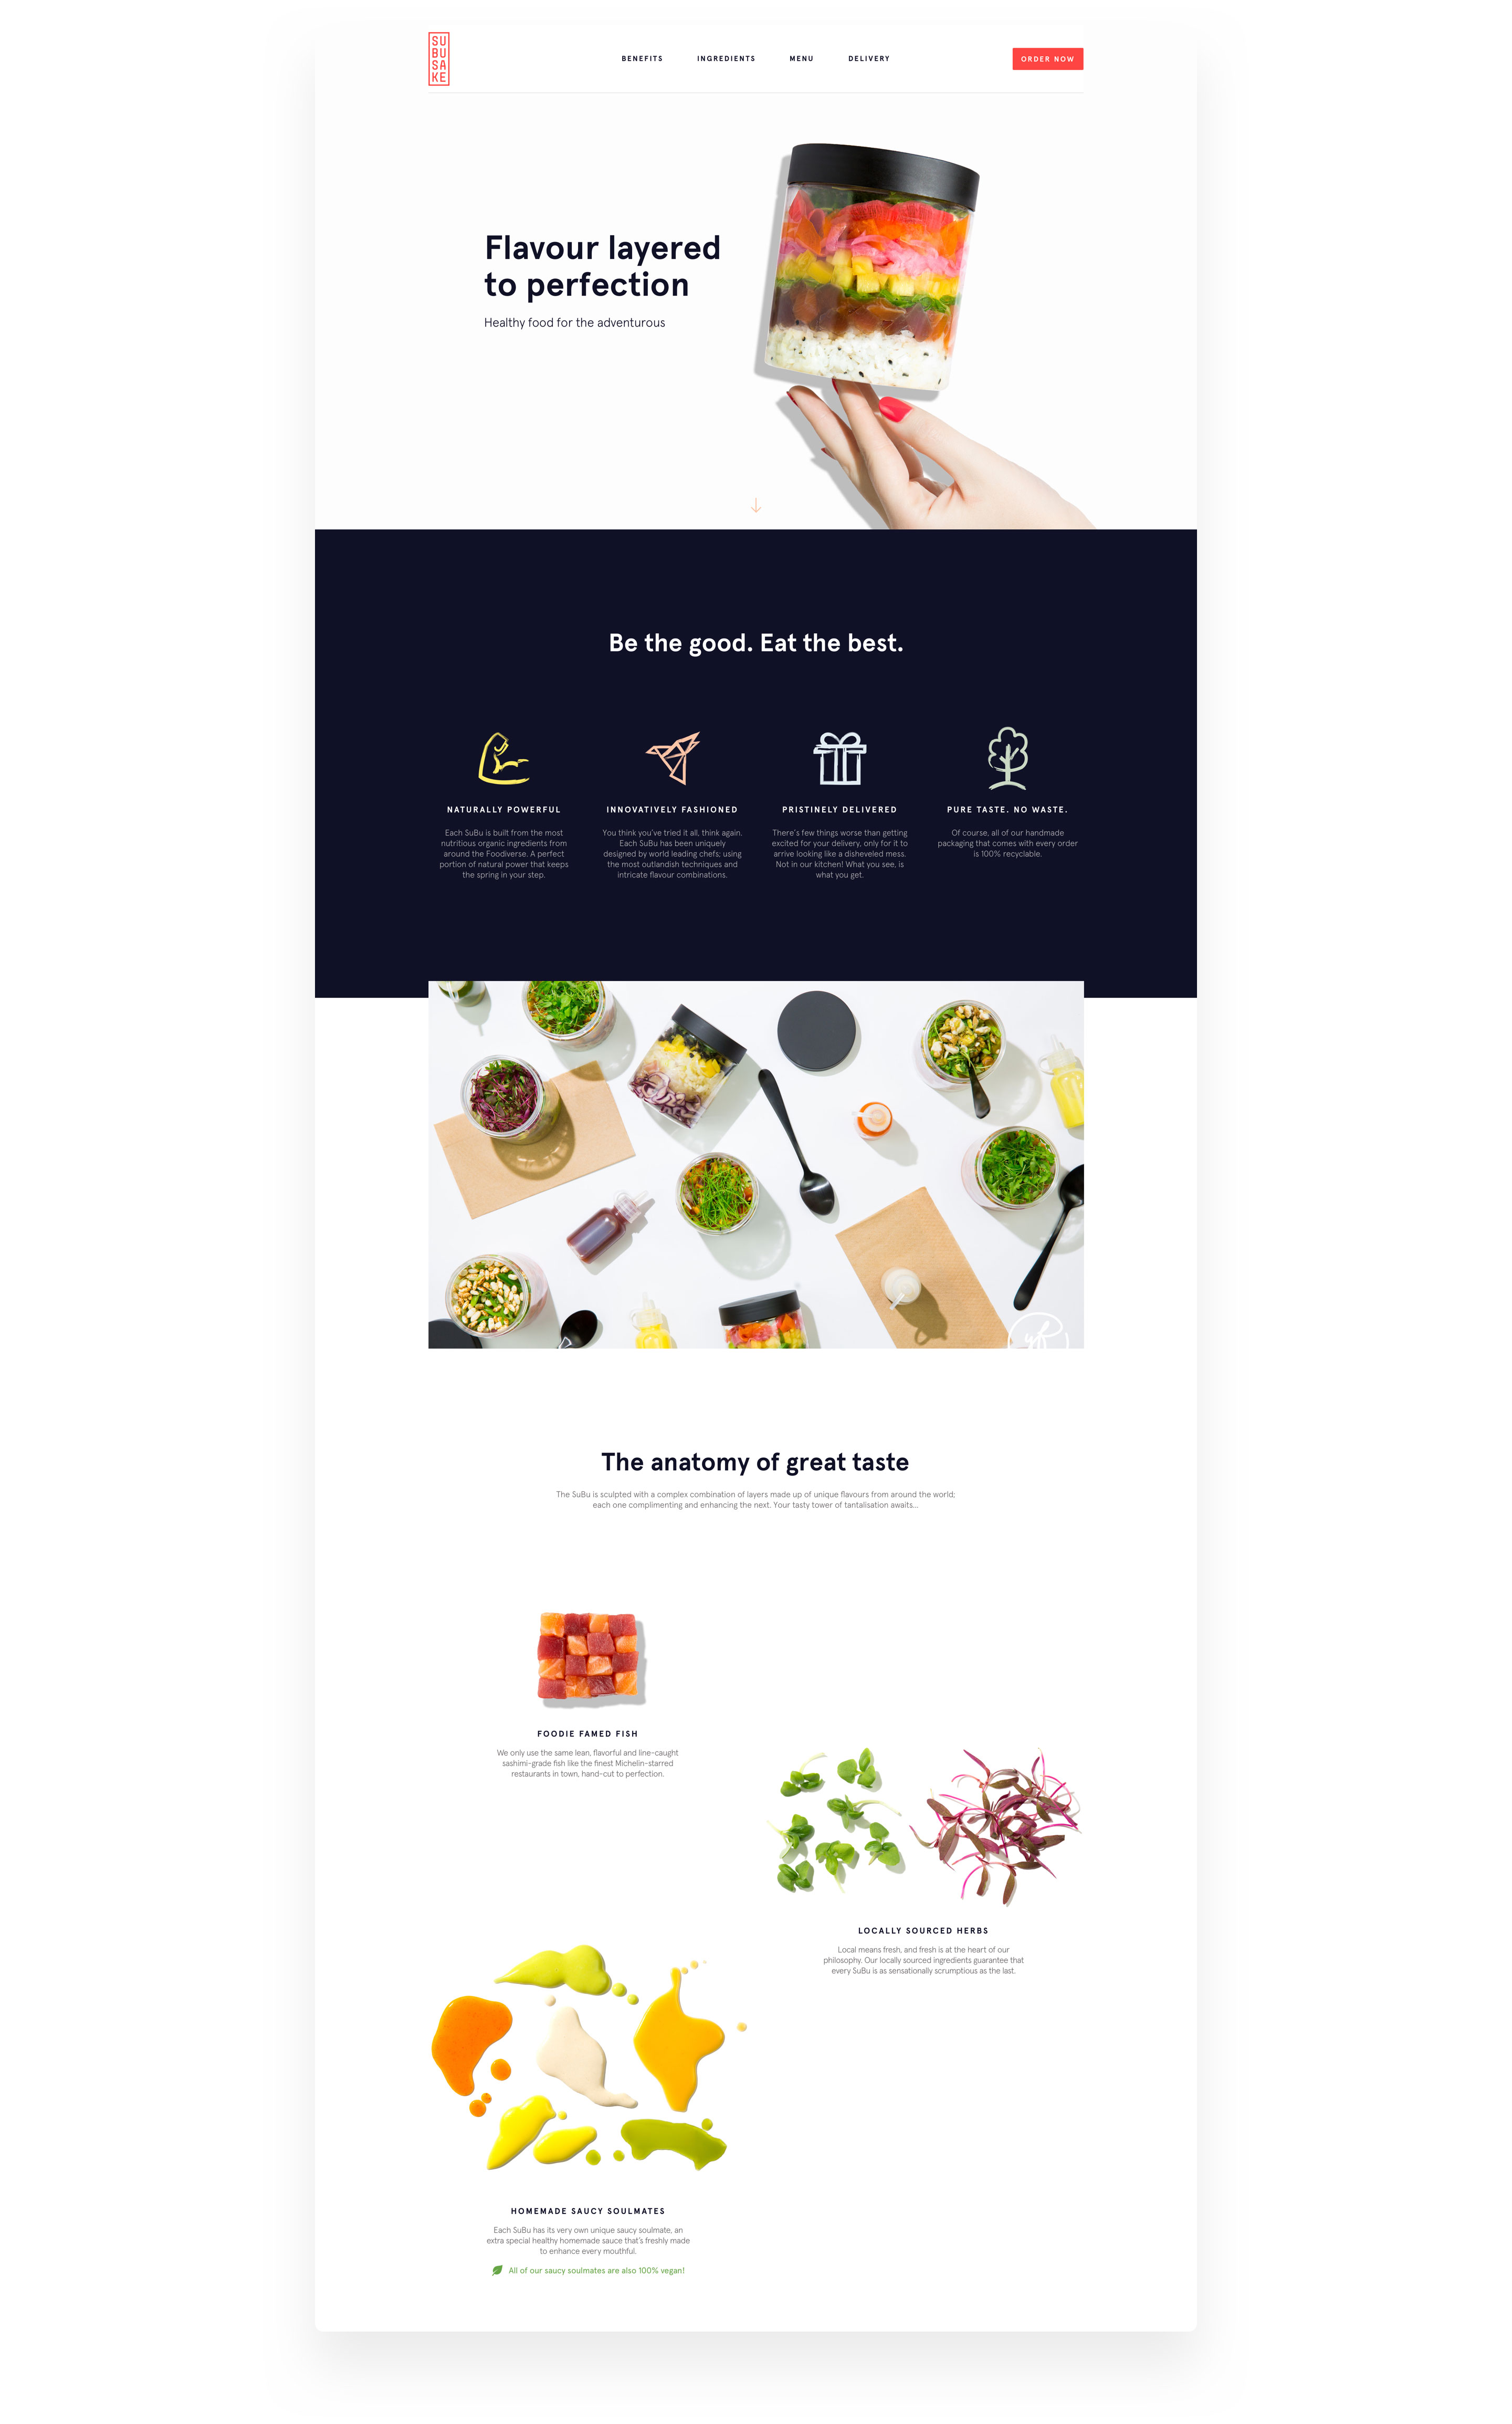 SU
BU
SA
KE
BENEFITS
INGREDIENTS
MENU
DELIVERY
ORDER NOW
Flavour layered
to perfection
Healthy food for the adventurous
Be the good. Eat the best.
NATURALLY POWERFUL
Each SuBu is built from the most
nutritious organic ingredients from
around the Foodiverse. A perfect
portion of natural power that keeps
the spring in your step.
INNOVATIVELY FASHIONED
You think you've tried it all, think again.
Each SuBu has been uniquely
designed by world leading chefs; using
the most outlandish techniques and
intricate flavour combinations.
PRISTINELY DELIVERED
There's few things worse than getting
excited for your delivery, only for it to
arrive looking like a disheveled mess.
Not in our kitchen! What you see, is
what you get.
PURE TASTE. NO WASTE.
Of course, all of our handmade
packaging that comes with every order
is 100% recyclable.
The anatomy of great taste
The SuBu is sculpted with a complex combination of layers made up of unique flavours from around the world;
each one complimenting and enhancing the next. Your tasty tower of tantalisation awaits...
FOODIE FAMED FISH
We only use the same lean, flavorful and line-caught
sashimi-grade fish like the finest Michelin-starred
restaurants in town, hand-cut to perfection.
LOCALLY SOURCED HERBS
Local means fresh, and fresh is at the heart of our
philosophy. Our locally sourced ingredients guarantee that
every SuBu is as sensationally scrumptious as the last.
HOMEMADE SAUCY SOULMATES
Each SuBu has its very own unique saucy soulmate, an
extra special healthy homemade sauce that's freshly made
to enhance every mouthful.
All of our saucy soulmates are also 100% vegan!